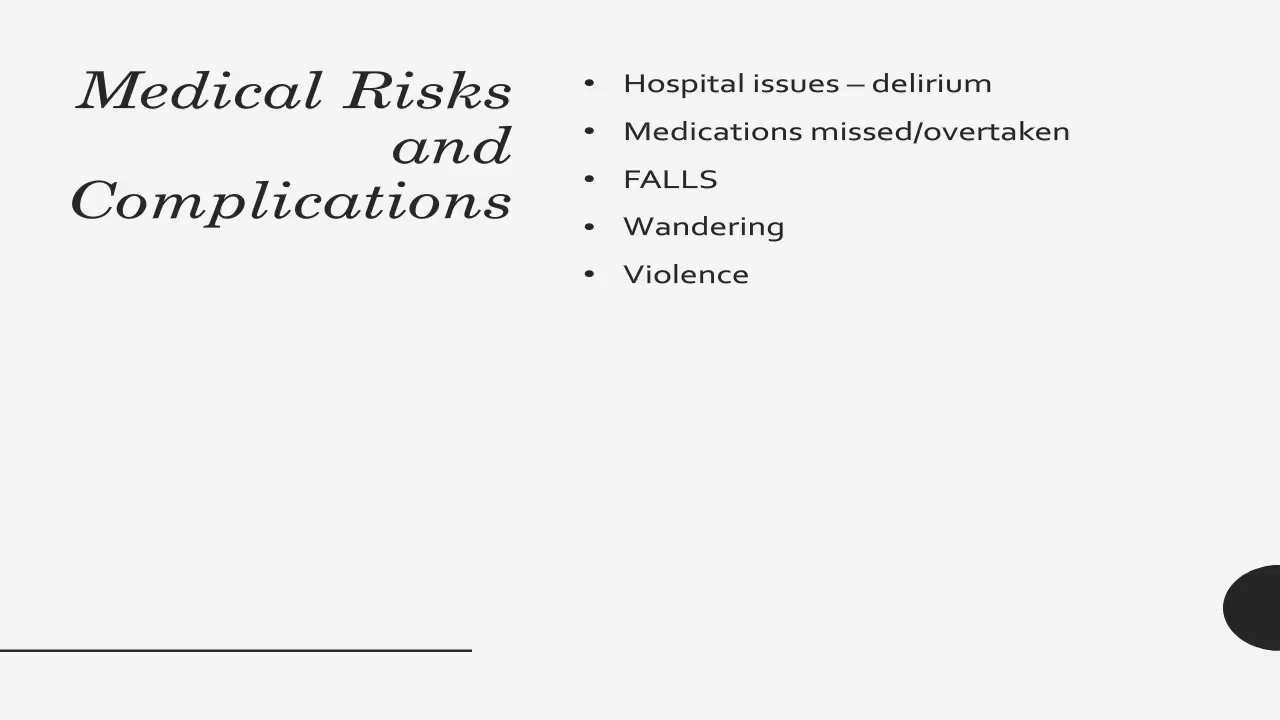 Medical Risks
and
Complications
• Hospital issues – delirium
• Medications missed/overtaken
• FALLS
• Wandering
• Violence